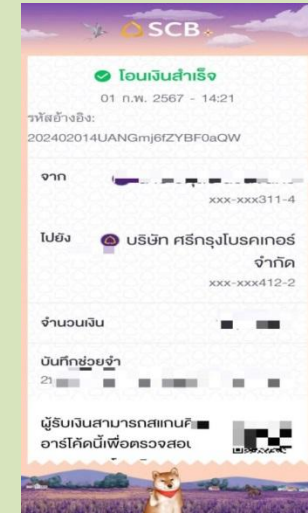 SCB
โอนเงินสำเร็จ
01 ก.พ. 2567 - 14:21
รหัสอ้างอิง:
202402014UANGmj6fZYBF0aQW
จาก
xxx-xxx311-4
ไปยัง บริษัท ศรีกรุงโบรคเกอร์
จำกัด
xxx-xxx412-2
จำนวนเงิน
บันทึกช่วยจำ
21
ผู้รับเงินสามารถสแกน
อาร์โค้ดนี้เพื่อตรวจสอบ